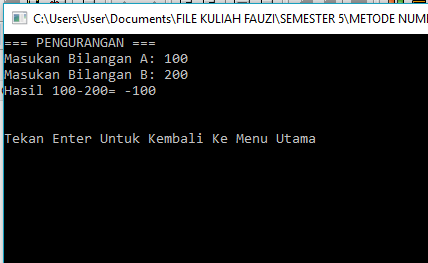 C:\Users\User\Documents\FILE KULIAH FAUZI\SEMESTER 5\METODE NUM
=== PENGURANGAN ===
Masukan Bilangan A: 100
Masukan Bilangan B: 200
Hasil 100-200= -100
Tekan Enter Untuk Kembali Ke Menu Utama